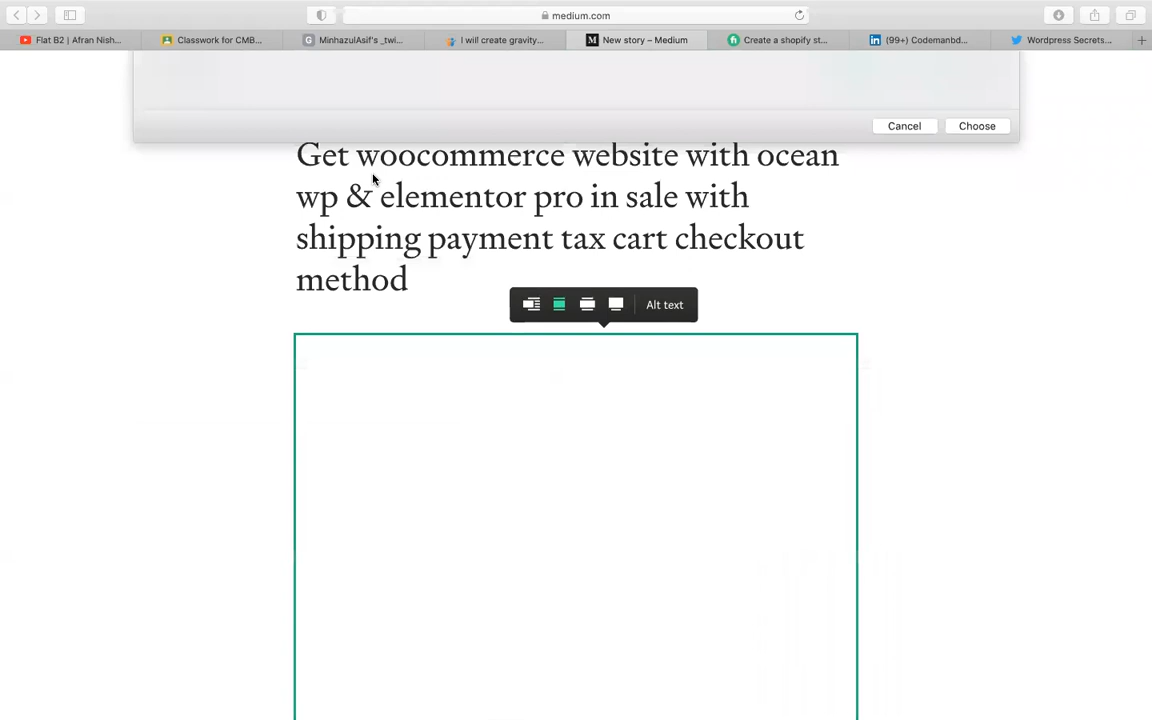 medium.com
Flat B2 | Afran Nish...
Classwork for CMB...
MinhazulAsif's _twi...
I will create gravity...
New story – Medium
Create a shopify st...
(99+) Codemanbd...
Wordpress Secrets...
Cancel
Choose
Get woocommerce website with ocean
wp & elementor pro in sale with
shipping payment tax cart checkout
method
Alt text